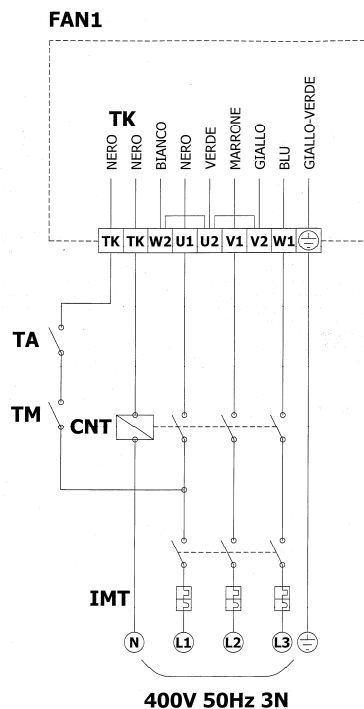 FAN1
TK
NERO
NERO
BIANCO
NERO
VERDE
MARRONE
GIALLO
BLU
GIALLO-VERDE
TK TK W2 U1 U2 V1 V2 W1
TA
TM
CNT
IMT
N L1 L2 L3
400V 50Hz 3N